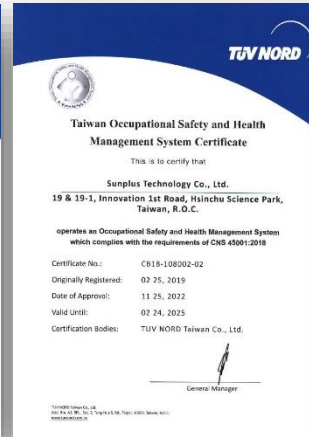 TÜV NORD
Taiwan Occupational Safety and Health
Management System Certificate
This is to certify that
Sunplus Technology Co., Ltd.
19 & 19-1, Innovation 1st Road, Hsinchu Science Park,
Taiwan, R.O.C.
operates an Occupational Safety and Health Management System
which complies with the requirements of CNS 45001:2018
Certificate No.: CB18-108002-02
Originally Registered: 02 25, 2019
Date of Approval: 11 25, 2022
Valid Until: 02 24, 2025
Certification Bodies: TUV NORD Taiwan Co., Ltd.
General Manager